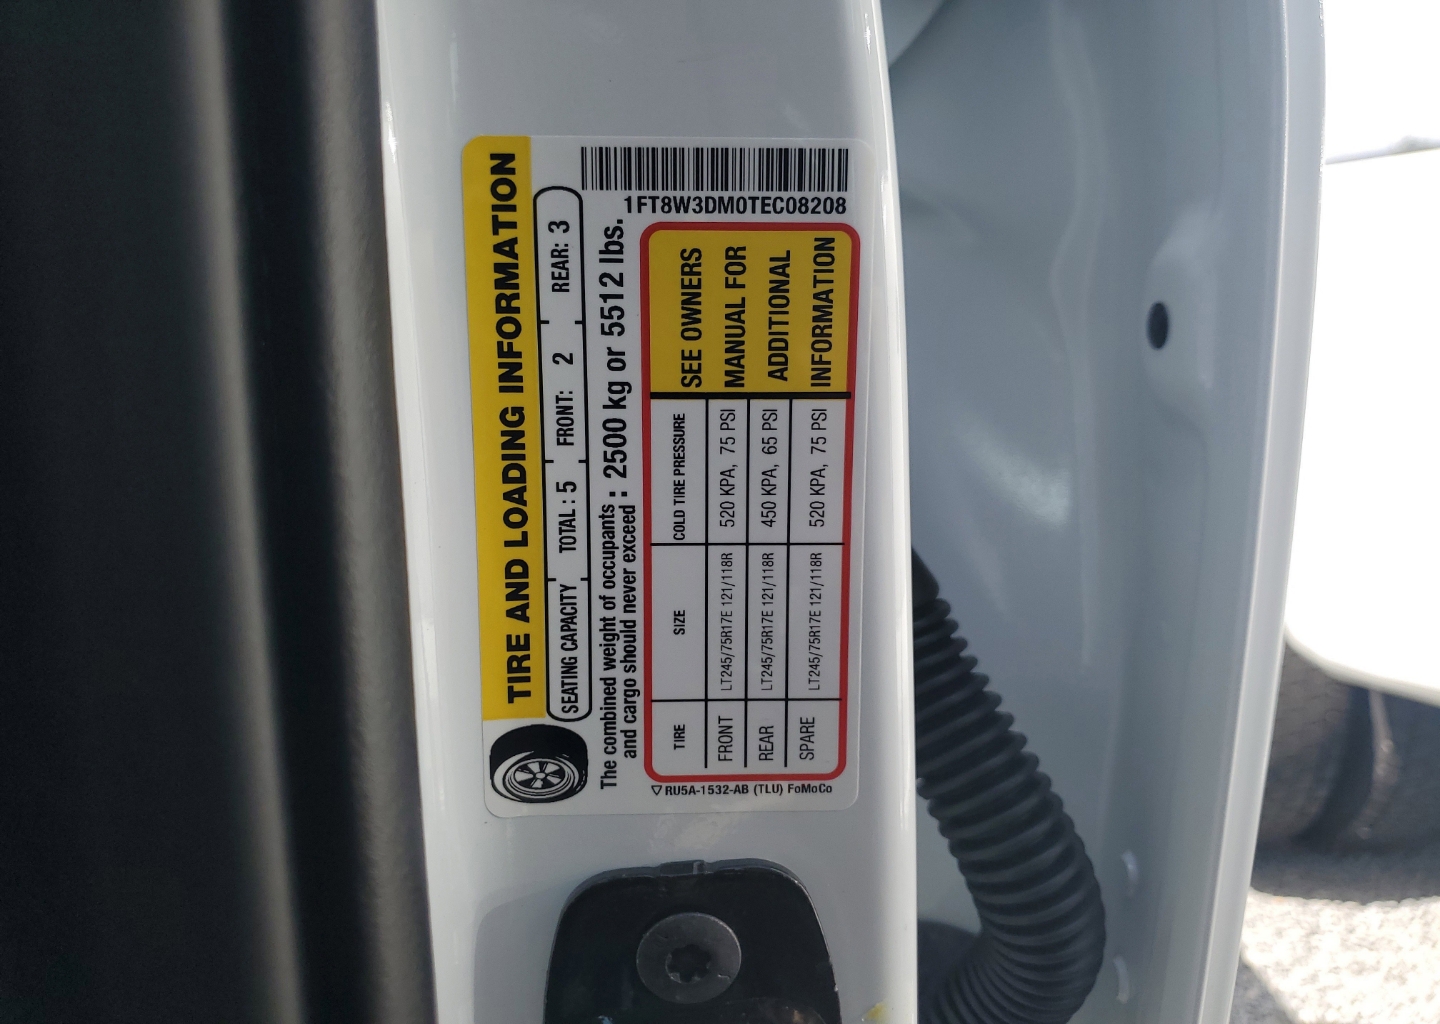 1FT8W3DM0TEC08208
TIRE AND LOADING INFORMATION
SEATING CAPACITY TOTAL : 5 FRONT: 2 REAR: 3
The combined weight of occupants
and cargo should never exceed : 2500 kg or 5512 lbs.
TIRE SIZE COLD TIRE PRESSURE
FRONT LT245/75R17E 121/118R 520 KPA, 75 PSI
REAR LT245/75R17E 121/118R 450 KPA, 65 PSI
SPARE LT245/75R17E 121/118R 520 KPA, 75 PSI
SEE OWNERS
MANUAL FOR
ADDITIONAL
INFORMATION
RU5A-1532-AB (TLU) FoMoCo